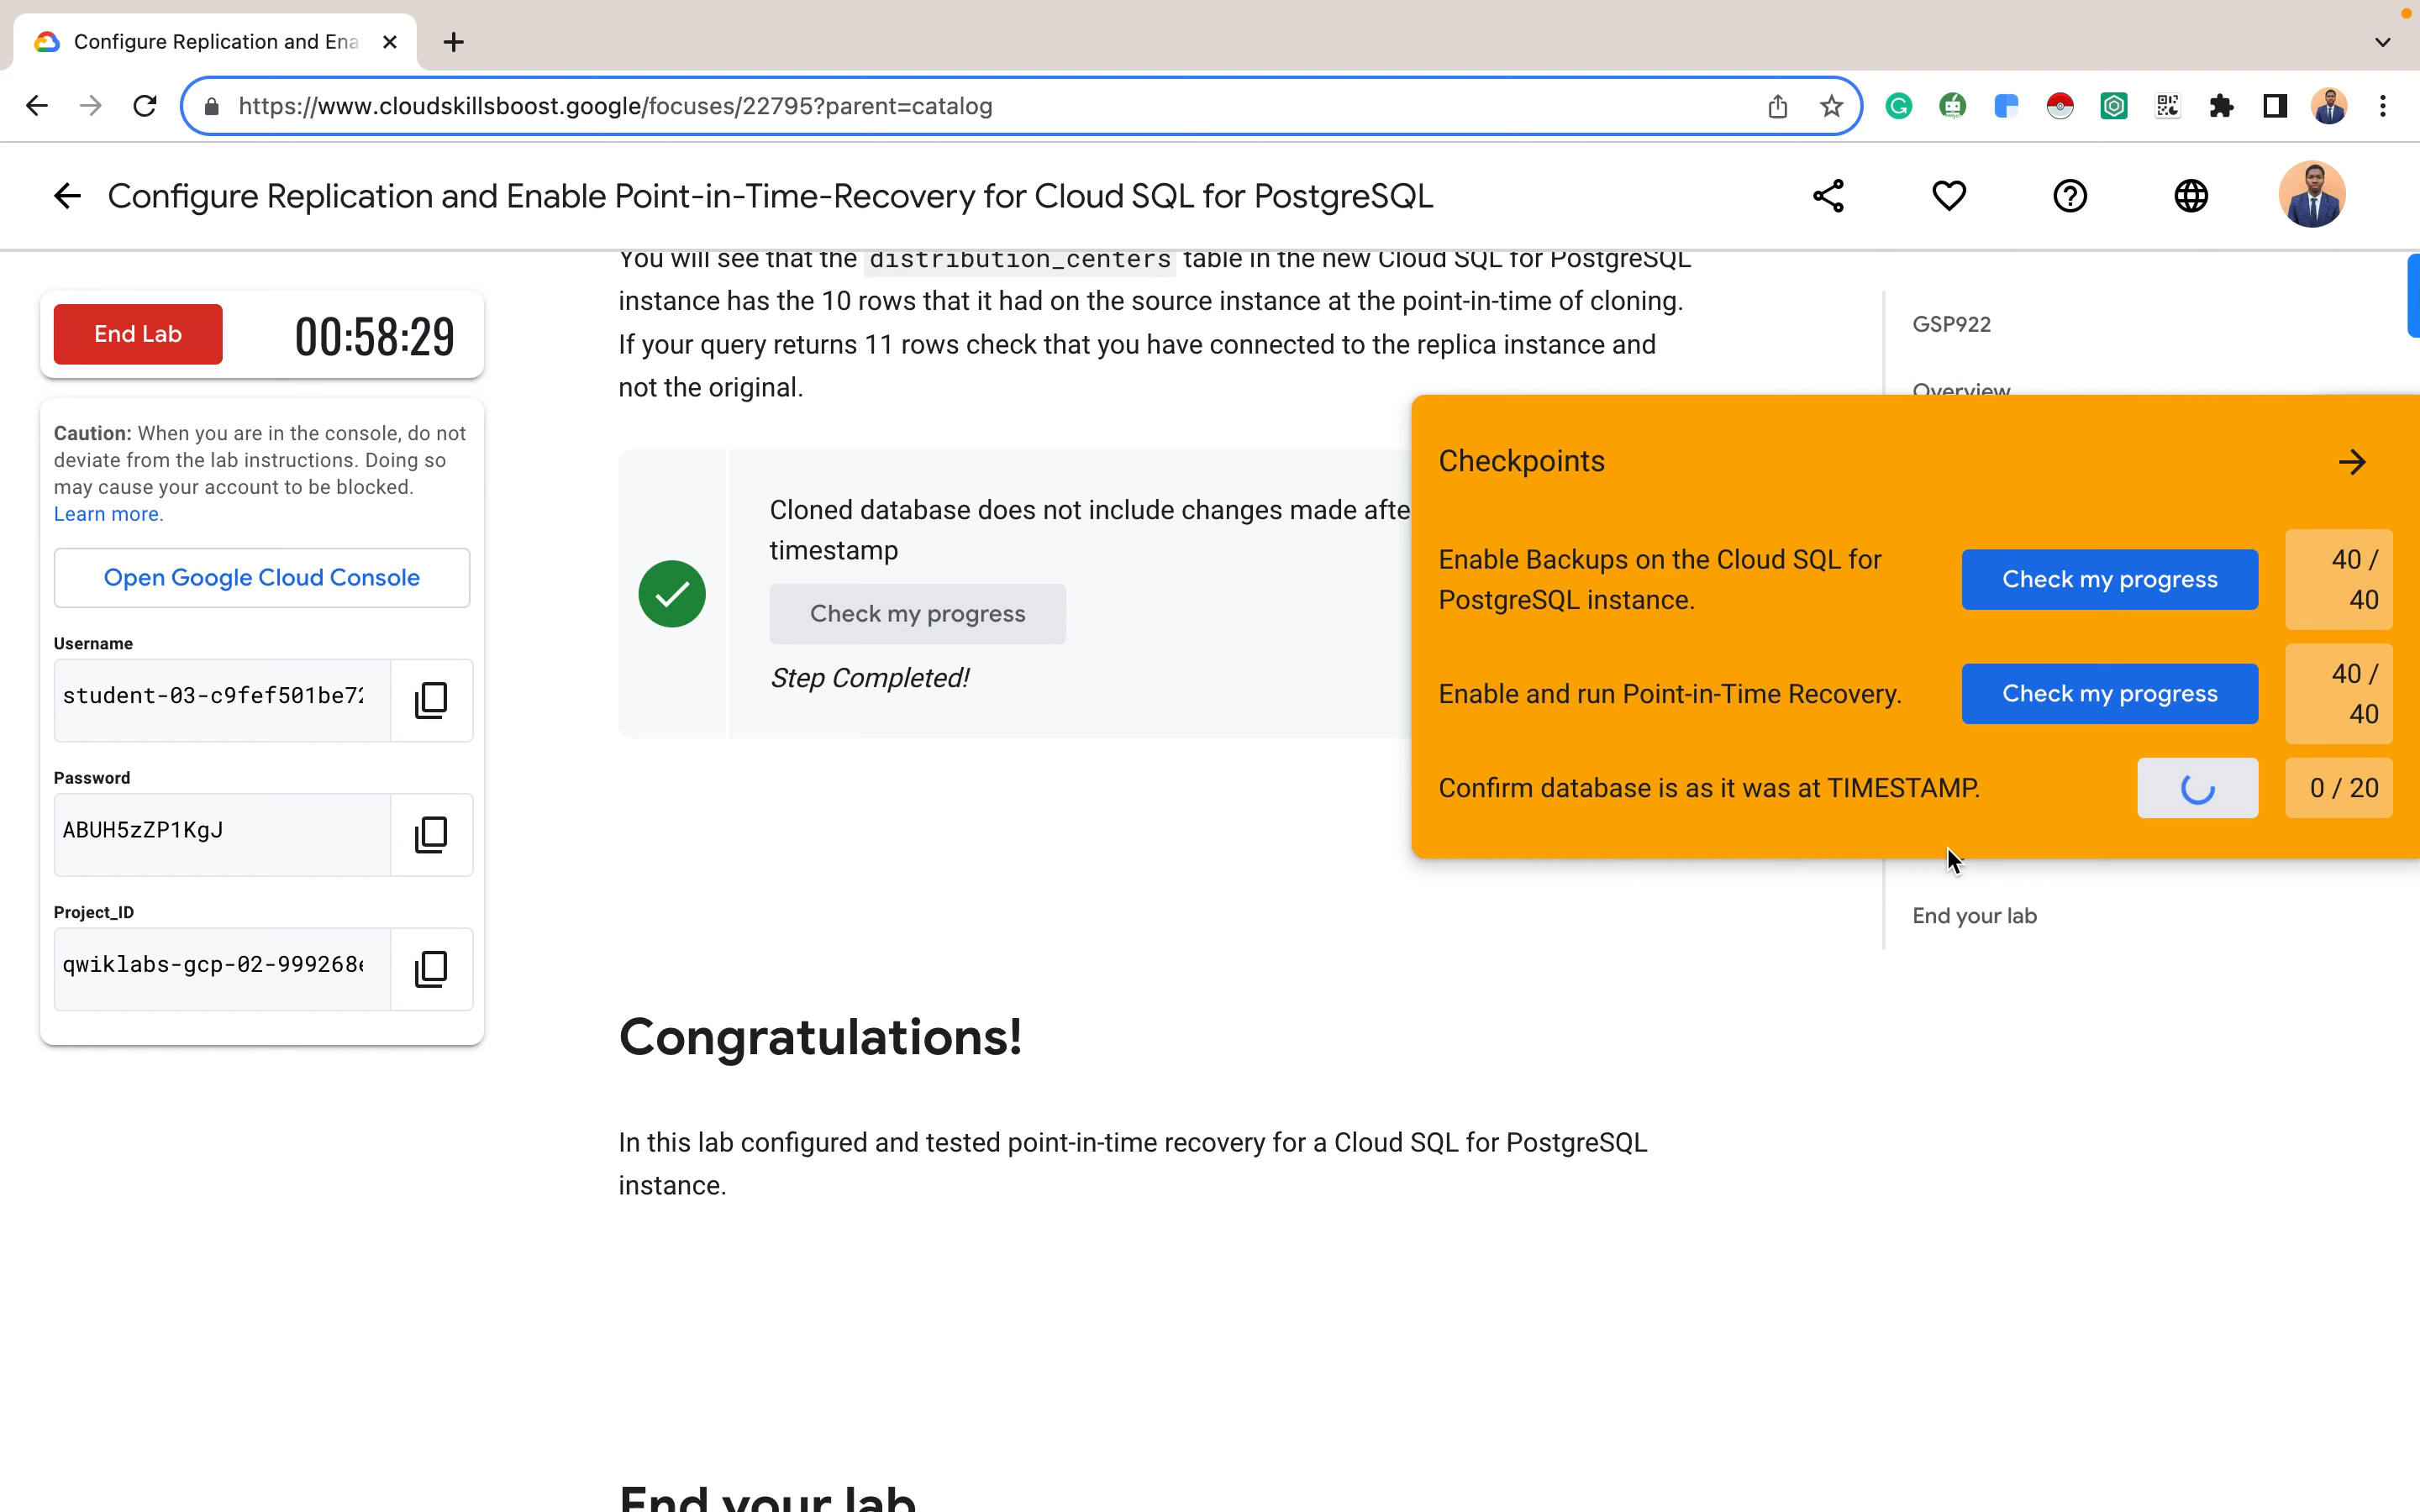 Configure Replication and Ena
https://www.cloudskillsboost.google/focuses/22795?parent=catalog
Configure Replication and Enable Point-in-Time-Recovery for Cloud SQL for PostgreSQL
End Lab
00:58:29
Caution: When you are in the console, do not
deviate from the lab instructions. Doing so
may cause your account to be blocked.
Learn more.
Open Google Cloud Console
Username
student-03-c9fef501be72
Password
ABUH5zZP1KgJ
Project_ID
qwiklabs-gcp-02-999268
You will see that the distribution_centers table in the new Cloud SQL for PostgreSQL
instance has the 10 rows that it had on the source instance at the point-in-time of cloning.
If your query returns 11 rows check that you have connected to the replica instance and
not the original.
Cloned database does not include changes made afte
timestamp
Check my progress
Step Completed!
Congratulations!
In this lab configured and tested point-in-time recovery for a Cloud SQL for PostgreSQL
instance.
End your lab
GSP922
Overview
Checkpoints
Enable Backups on the Cloud SQL for
PostgreSQL instance.
Check my progress
40 /
40
Enable and run Point-in-Time Recovery.
Check my progress
40 /
40
Confirm database is as it was at TIMESTAMP.
0 / 20
End your lab